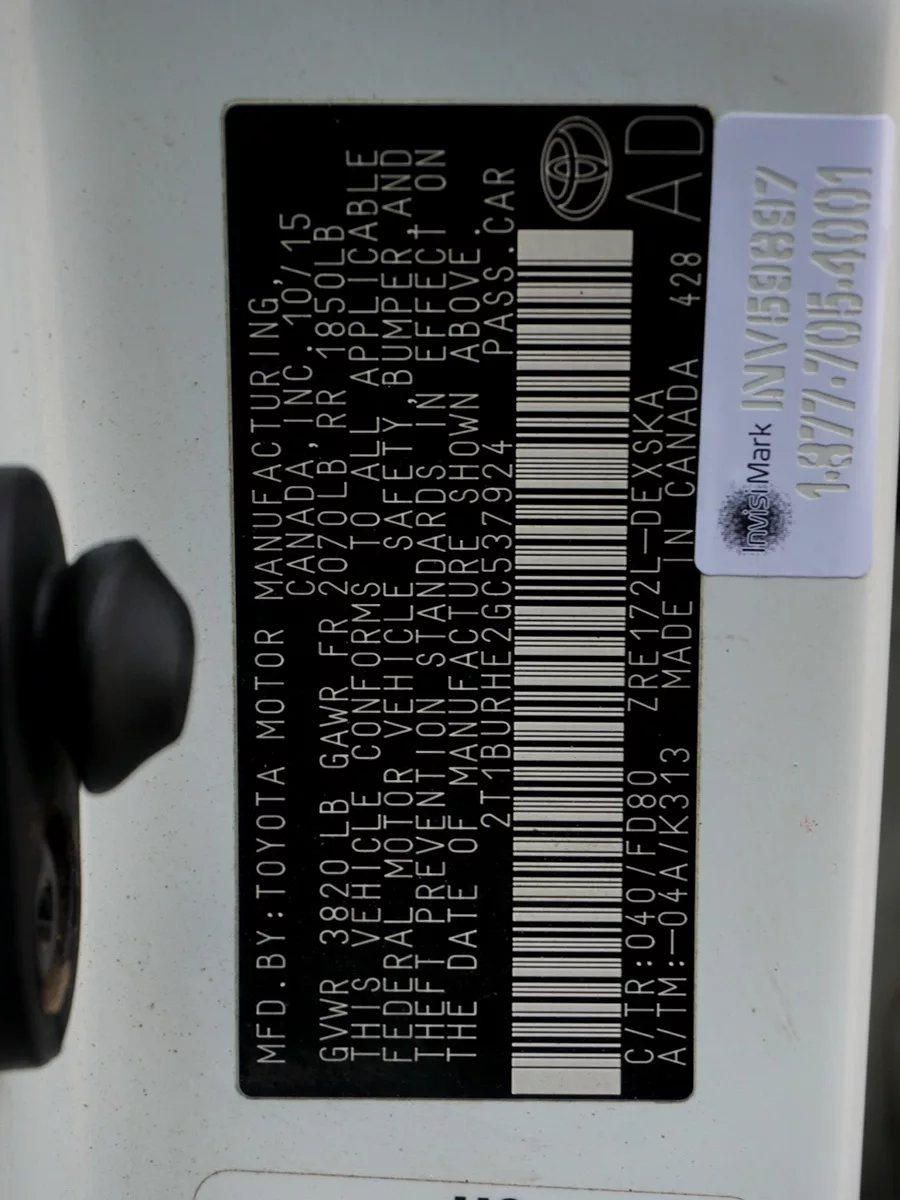 MFD.BY:TOYOTA MOTOR MANUFACTURING,
CANADA,INC.10/15
GVWR 3820LB GAWR FR 2070LB RR 1850LB
THIS VEHICLE CONFORMS TO ALL APPLICABLE
FEDERAL MOTOR VEHICLE SAFETY,BUMPER,AND
THEFT PREVENTION STANDARDS IN EFFECT ON
THE DATE OF MANUFACTURE SHOWN ABOVE.
2T1BURHE2GC537924 PASS.CAR
C/TR:040/FD80 ZRE172L-DEXSKA
A/TM:-04A/K313 MADE IN CANADA 428 AD
InvisiMark INV59897
1-877-705-4001